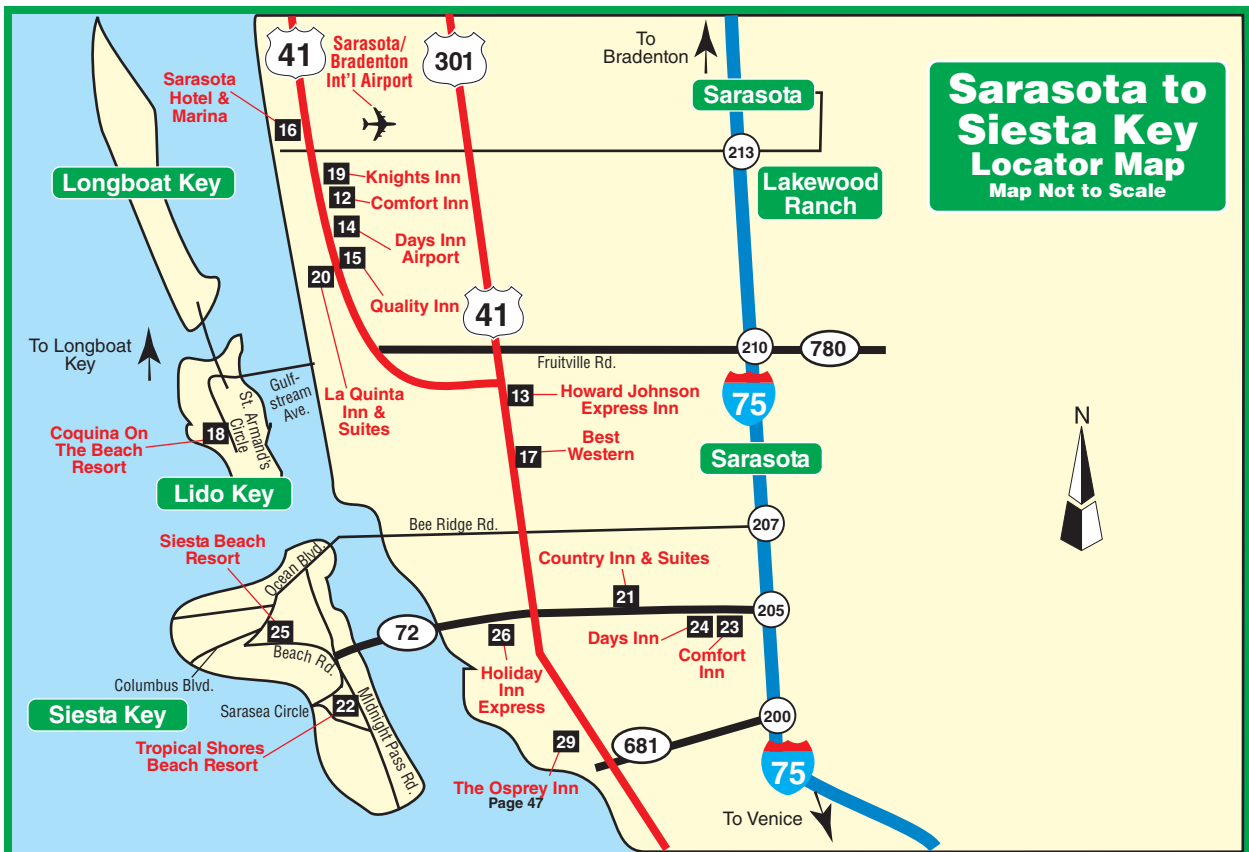 Sarasota to
Siesta Key
Locator Map
Map Not to Scale
41
301
Sarasota/
Bradenton
Int'l Airport
To
Bradenton
Sarasota
Sarasota
Hotel &
Marina
16
213
Longboat Key
19
Knights Inn
12
Comfort Inn
Lakewood
Ranch
14
Days Inn
Airport
15
20
Quality Inn
41
To Longboat
Key
210
780
Fruitville Rd.
Gulf-
stream
Ave.
St. Armand's
Circle
La Quinta
Inn &
Suites
13
Howard Johnson
Express Inn
75
N
Coquina On
The Beach
Resort
18
17
Best
Western
Sarasota
Lido Key
Bee Ridge Rd.
207
Siesta Beach
Resort
Ocean Blvd.
Country Inn & Suites
21
205
25
72
26
Days Inn
24
23
Comfort
Inn
Beach Rd.
Columbus Blvd.
Holiday
Inn
Express
Siesta Key
Sarasea Circle
22
Midnight Pass Rd.
200
Tropical Shores
Beach Resort
29
681
75
The Osprey Inn
Page 47
To Venice